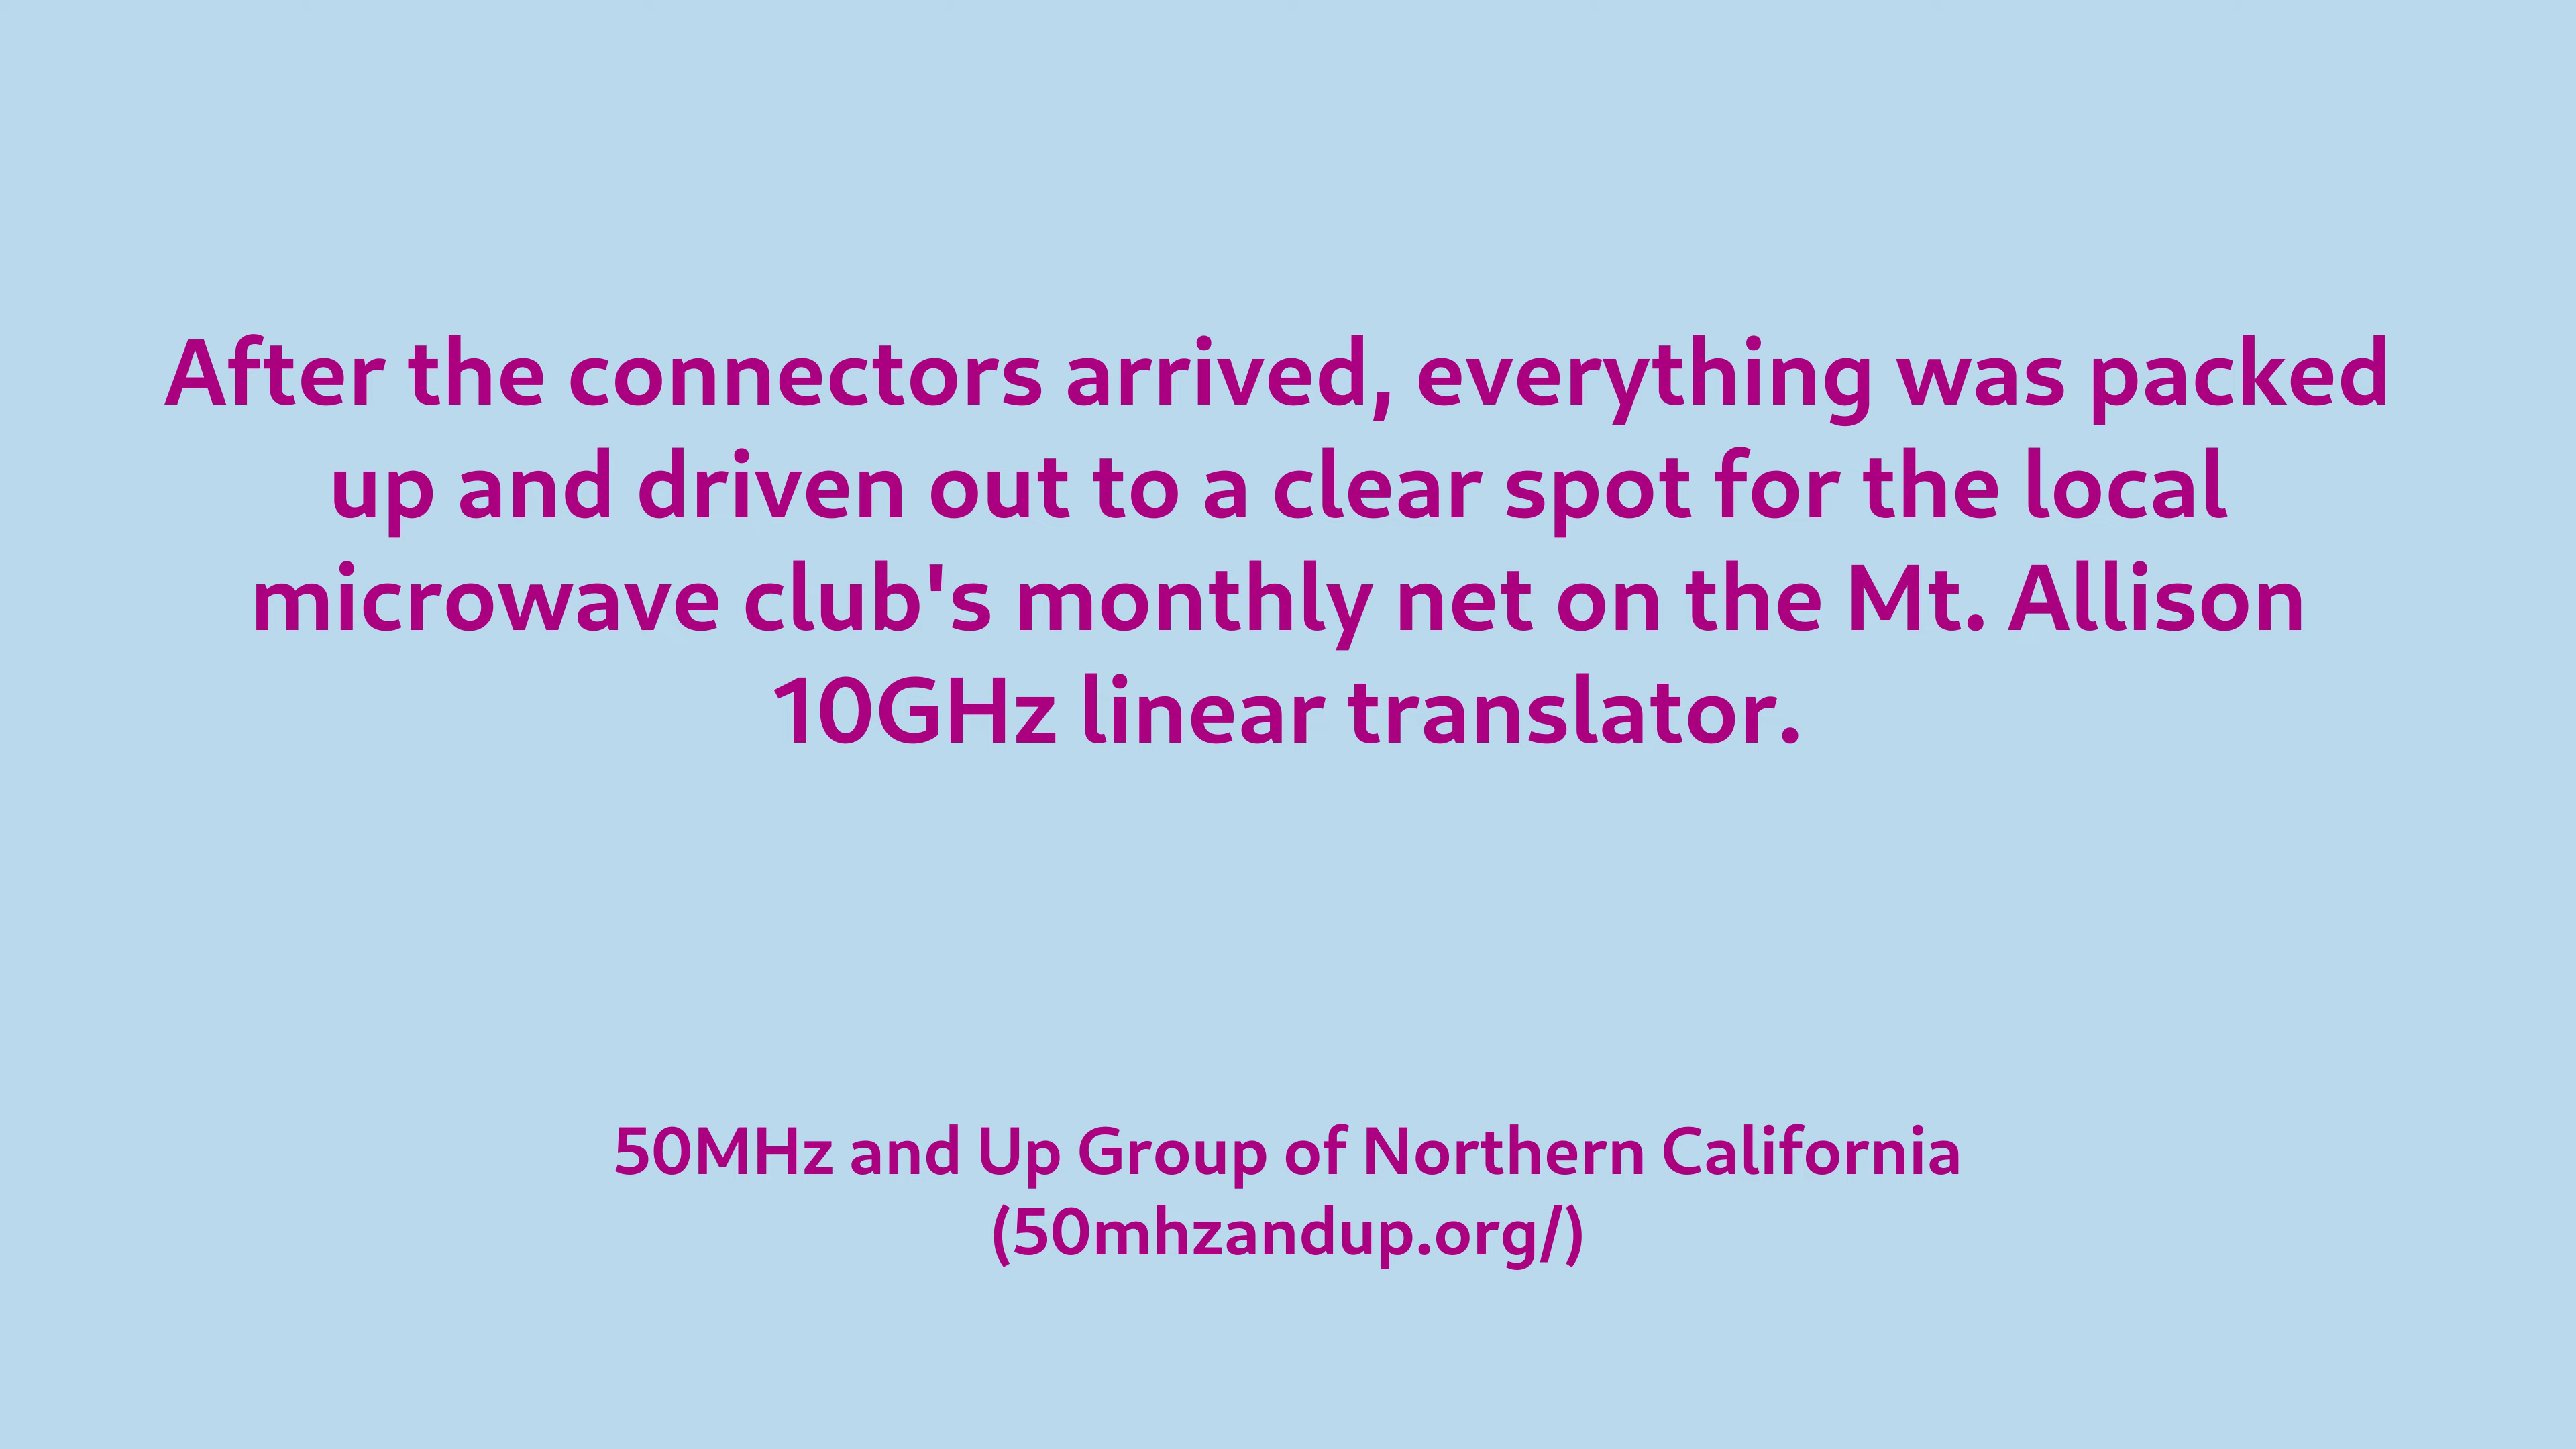 After the connectors arrived, everything was packed
up and driven out to a clear spot for the local
microwave club's monthly net on the Mt. Allison
10GHz linear translator.
50MHz and Up Group of Northern California
(50mhzandup.org/)